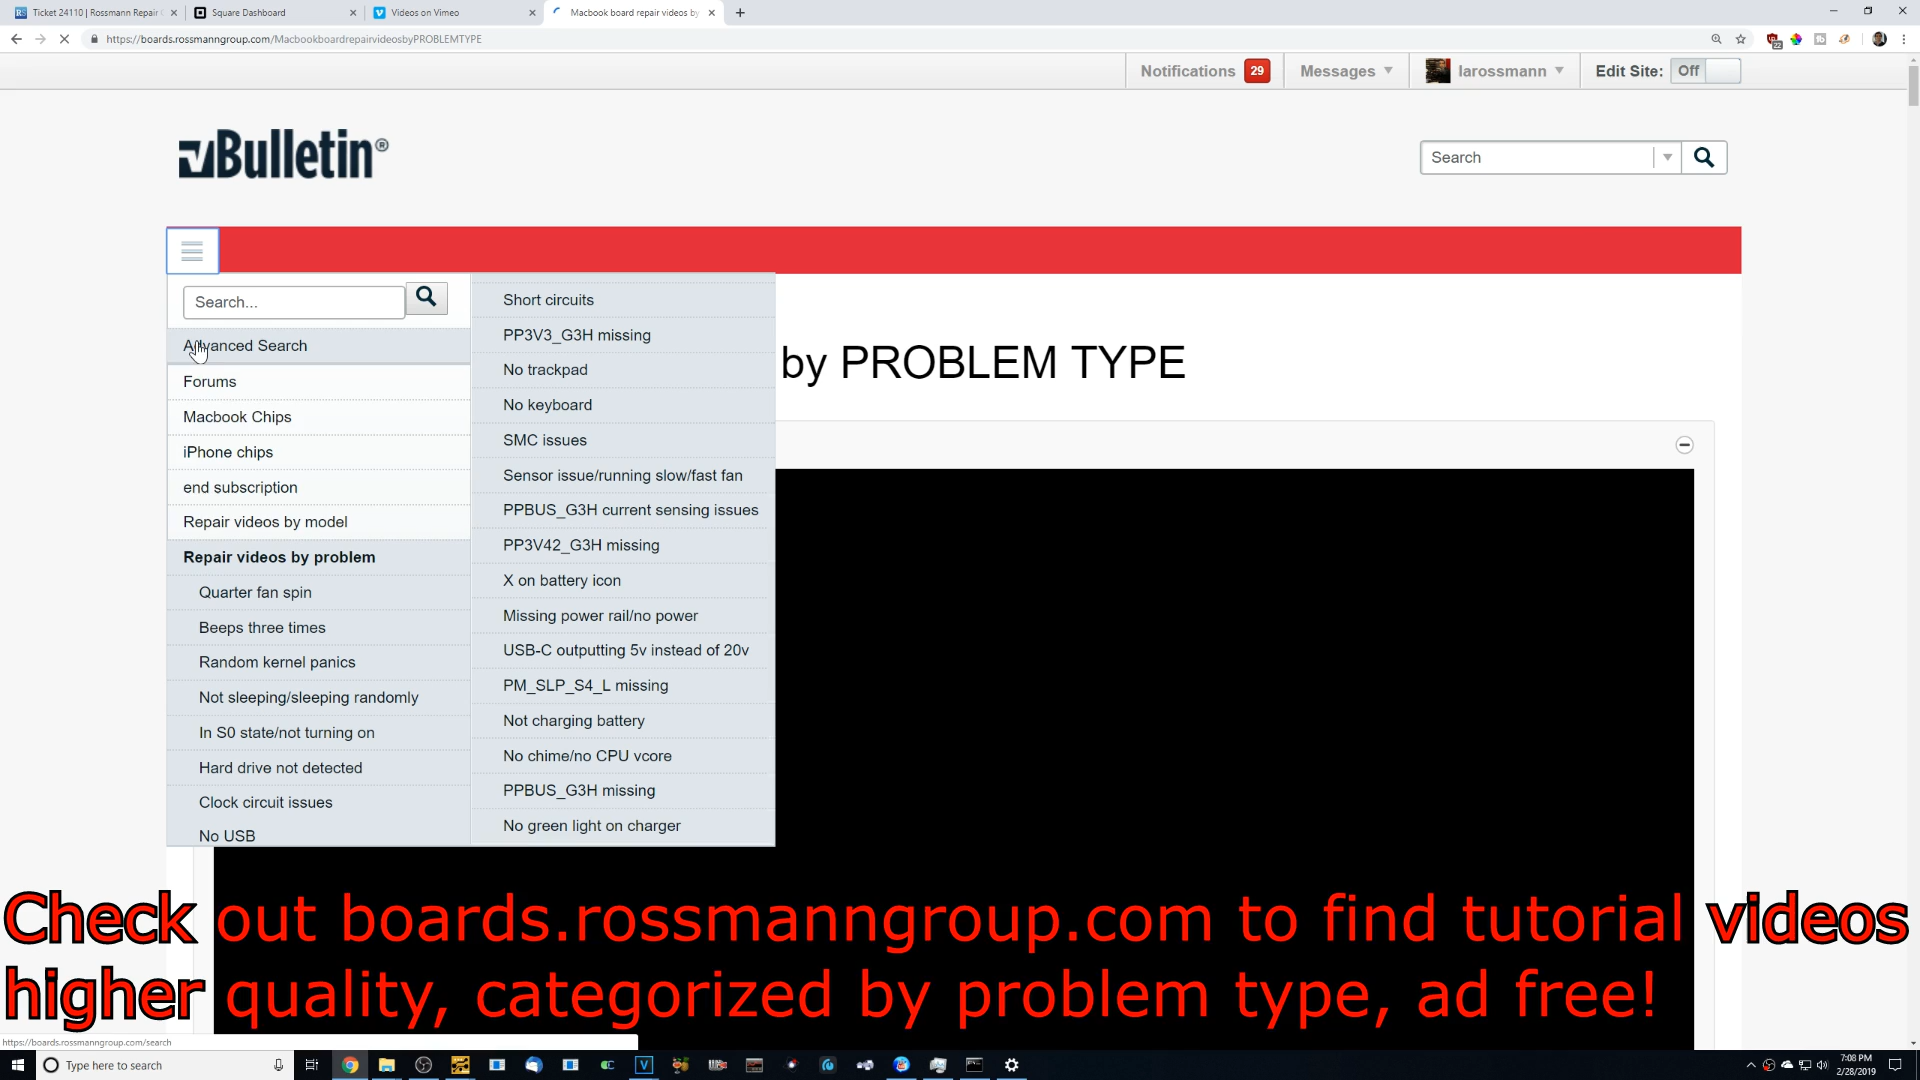 Ticket 24110 | Rossmann Repair
Square Dashboard
Videos on Vimeo
Macbook board repair videos by
https://boards.rossmanngroup.com/MacbookboardrepairvideosbyPROBLEMTYPE
22
Notifications 29
Messages
larossmann
Edit Site: Off
vBulletin®
Search
Search...
Advanced Search
Forums
Macbook Chips
iPhone chips
end subscription
Repair videos by model
Repair videos by problem
Quarter fan spin
Beeps three times
Random kernel panics
Not sleeping/sleeping randomly
In S0 state/not turning on
Hard drive not detected
Clock circuit issues
No USB
Short circuits
PP3V3_G3H missing
No trackpad
No keyboard
SMC issues
Sensor issue/running slow/fast fan
PPBUS_G3H current sensing issues
PP3V42_G3H missing
X on battery icon
Missing power rail/no power
USB-C outputting 5v instead of 20v
PM_SLP_S4_L missing
Not charging battery
No chime/no CPU vcore
PPBUS_G3H missing
No green light on charger
by PROBLEM TYPE
Check out boards.rossmanngroup.com to find tutorial videos
higher quality, categorized by problem type, ad free!
https://boards.rossmanngroup.com/search
Type here to search
7:08 PM
2/28/2019